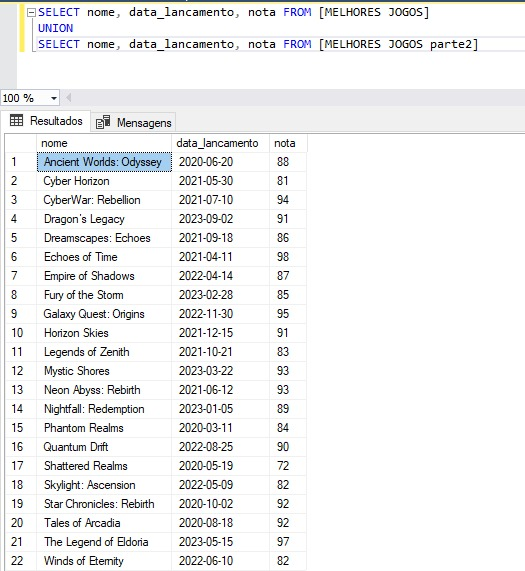 SELECT nome, data_lancamento, nota FROM [MELHORES JOGOS]
UNION
SELECT nome, data_lancamento, nota FROM [MELHORES JOGOS parte2]
100 %
Resultados Mensagens
nome data_lancamento nota
1 Ancient Worlds: Odyssey 2020-06-20 88
2 Cyber Horizon 2021-05-30 81
3 CyberWar: Rebellion 2021-07-10 94
4 Dragon's Legacy 2023-09-02 91
5 Dreamscapes: Echoes 2021-09-18 86
6 Echoes of Time 2021-04-11 98
7 Empire of Shadows 2022-04-14 87
8 Fury of the Storm 2023-02-28 85
9 Galaxy Quest: Origins 2022-11-30 95
10 Horizon Skies 2021-12-15 91
11 Legends of Zenith 2021-10-21 83
12 Mystic Shores 2023-03-22 93
13 Neon Abyss: Rebirth 2021-06-12 93
14 Nightfall: Redemption 2023-01-05 89
15 Phantom Realms 2020-03-11 84
16 Quantum Drift 2022-08-25 90
17 Shattered Realms 2020-05-19 72
18 Skylight: Ascension 2022-05-09 82
19 Star Chronicles: Rebirth 2020-10-02 92
20 Tales of Arcadia 2020-08-18 92
21 The Legend of Eldoria 2023-05-15 97
22 Winds of Eternity 2022-06-10 82